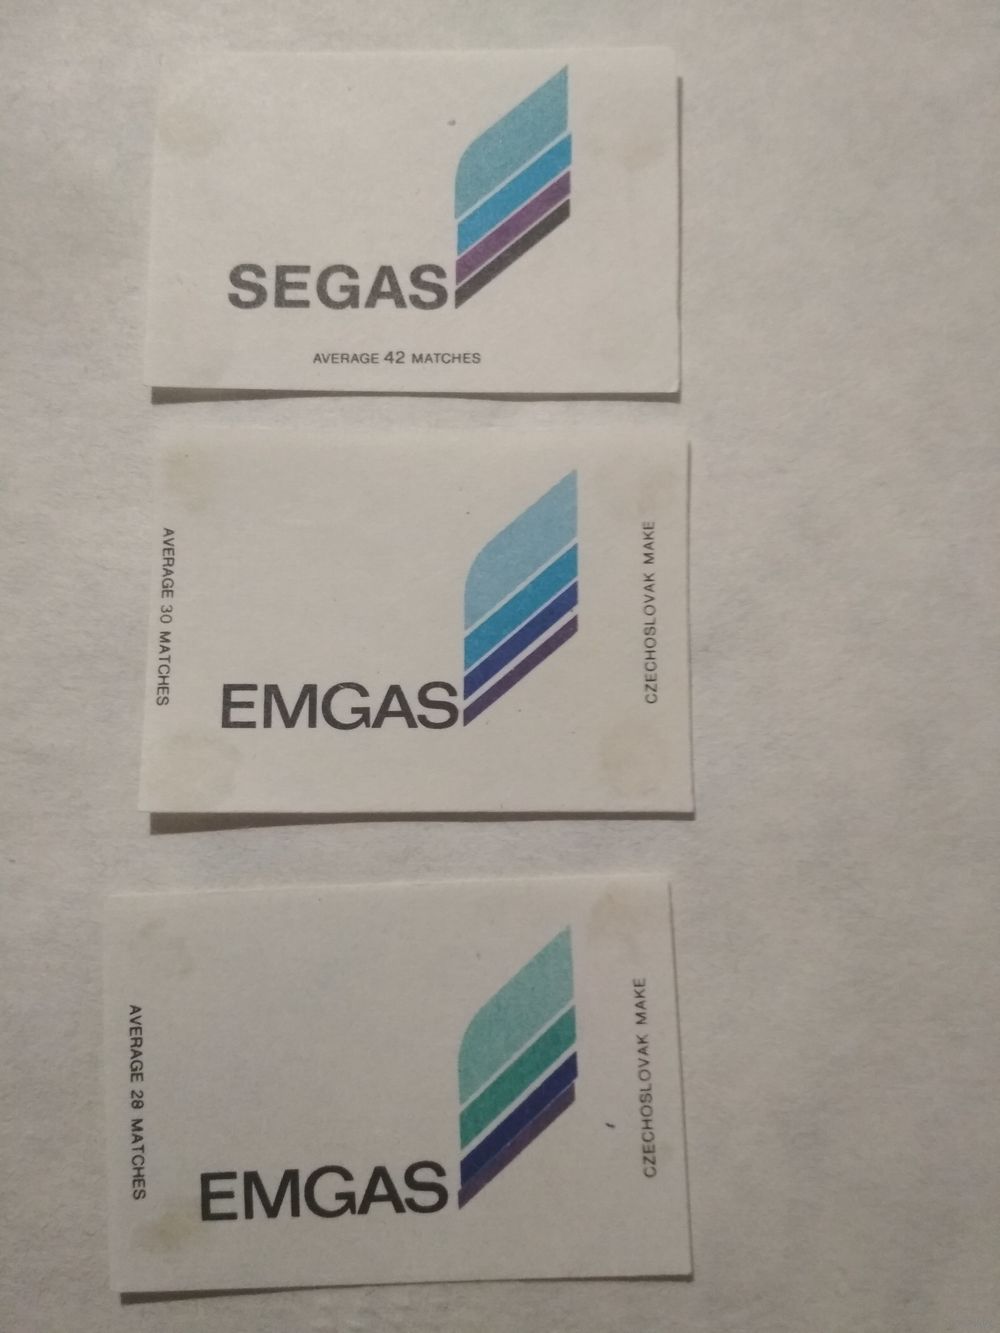 SEGAS
AVERAGE 42 MATCHES
AVERAGE 30 MATCHES
EMGAS
CZECHOSLOVAK MAKE
AVERAGE 28 MATCHES
EMGAS
CZECHOSLOVAK MAKE